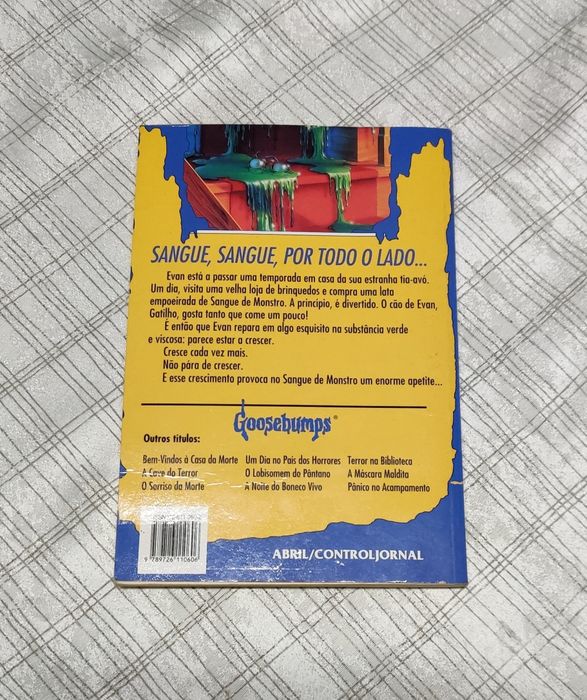 SANGUE, SANGUE, POR TODO O LADO...
Evan está a passar uma temporada em casa da sua estranha tia-avó.
Um dia, visita uma velha loja de brinquedos e compra uma lata
empoeirada de Sangue de Monstro. A princípio, é divertido. O cão de Evan,
Gatilho, gosta tanto que come um pouco!
E então que Evan repara em algo esquisito na substância verde
e viscosa: parece estar a crescer.
Cresce cada vez mais.
Não pára de crescer.
E esse crescimento provoca no Sangue de Monstro um enorme apetite...
Goosebumps®
Outros títulos:
Bem-Vindos à Casa da Morte
Um Dia no País dos Horrores
Terror na Biblioteca
A Cave do Terror
O Lobisomem do Pântano
A Máscara Maldita
O Sorriso da Morte
A Noite do Boneco Vivo
Pânico no Acampamento
9 789726 110606
ABRIL/CONTROLJORNAL